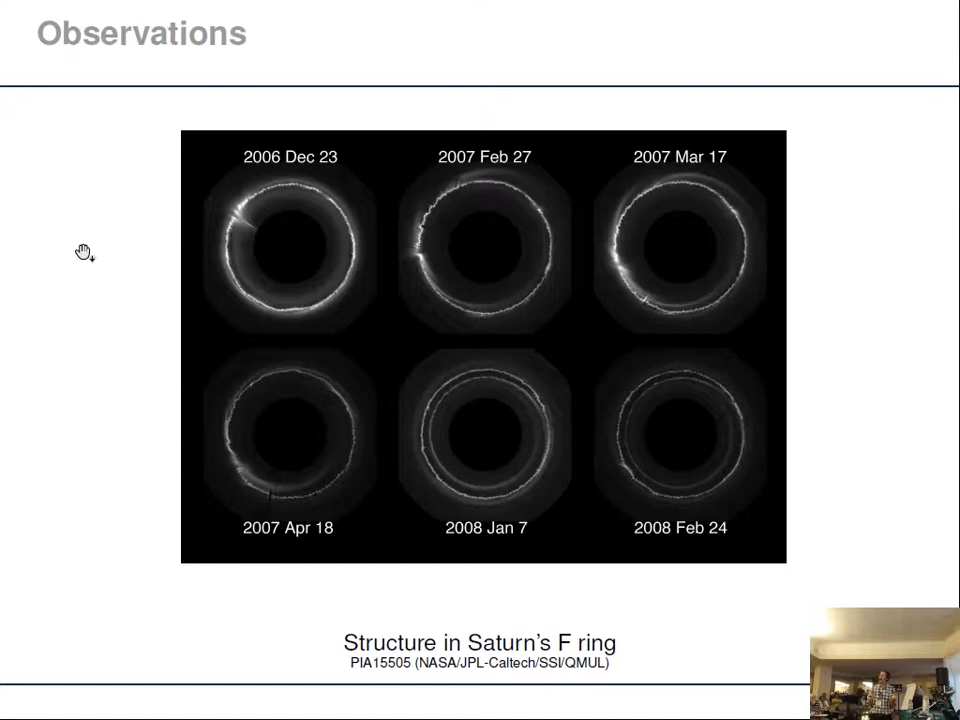 Observations
2006 Dec 23
2007 Feb 27
2007 Mar 17
2007 Apr 18
2008 Jan 7
2008 Feb 24
Structure in Saturn's F ring
PIA15505 (NASA/JPL-Caltech/SSI/QMUL)